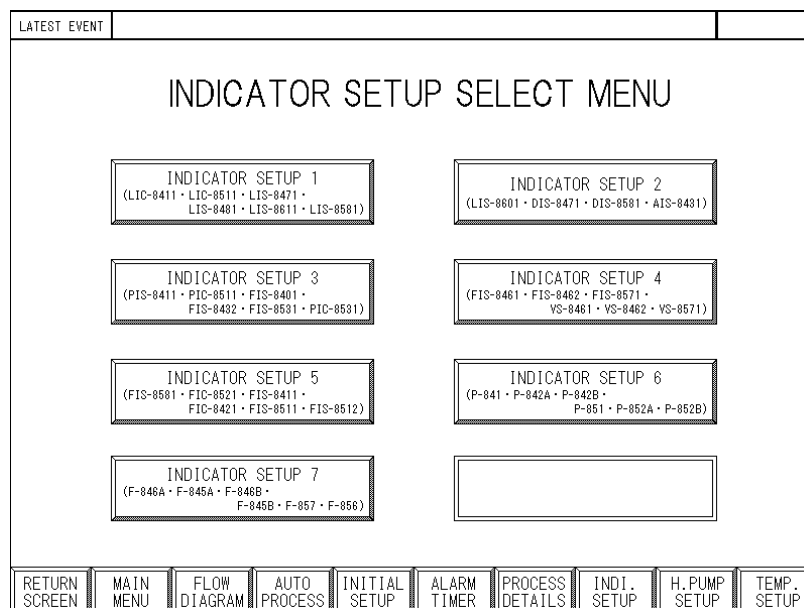 LATEST EVENT
INDICATOR SETUP SELECT MENU
INDICATOR SETUP 1
(LIC-8411・LIC-8511・LIS-8471・
LIS-8481・LIS-8611・LIS-8581)
INDICATOR SETUP 2
(LIS-8601・DIS-8471・DIS-8581・AIS-8431)
INDICATOR SETUP 3
(PIS-8411・PIC-8511・FIS-8401・
FIS-8432・FIS-8531・PIC-8531)
INDICATOR SETUP 4
(FIS-8461・FIS-8462・FIS-8571・
VS-8461・VS-8462・VS-8571)
INDICATOR SETUP 5
(FIS-8581・FIC-8521・FIS-8411・
FIC-8421・FIS-8511・FIS-8512)
INDICATOR SETUP 6
(P-841・P-842A・P-842B・
P-851・P-852A・P-852B)
INDICATOR SETUP 7
(F-846A・F-845A・F-846B・
F-845B・F-857・F-856)
RETURN SCREEN
MAIN MENU
FLOW DIAGRAM
AUTO PROCESS
INITIAL SETUP
ALARM TIMER
PROCESS DETAILS
INDI. SETUP
H.PUMP SETUP
TEMP. SETUP